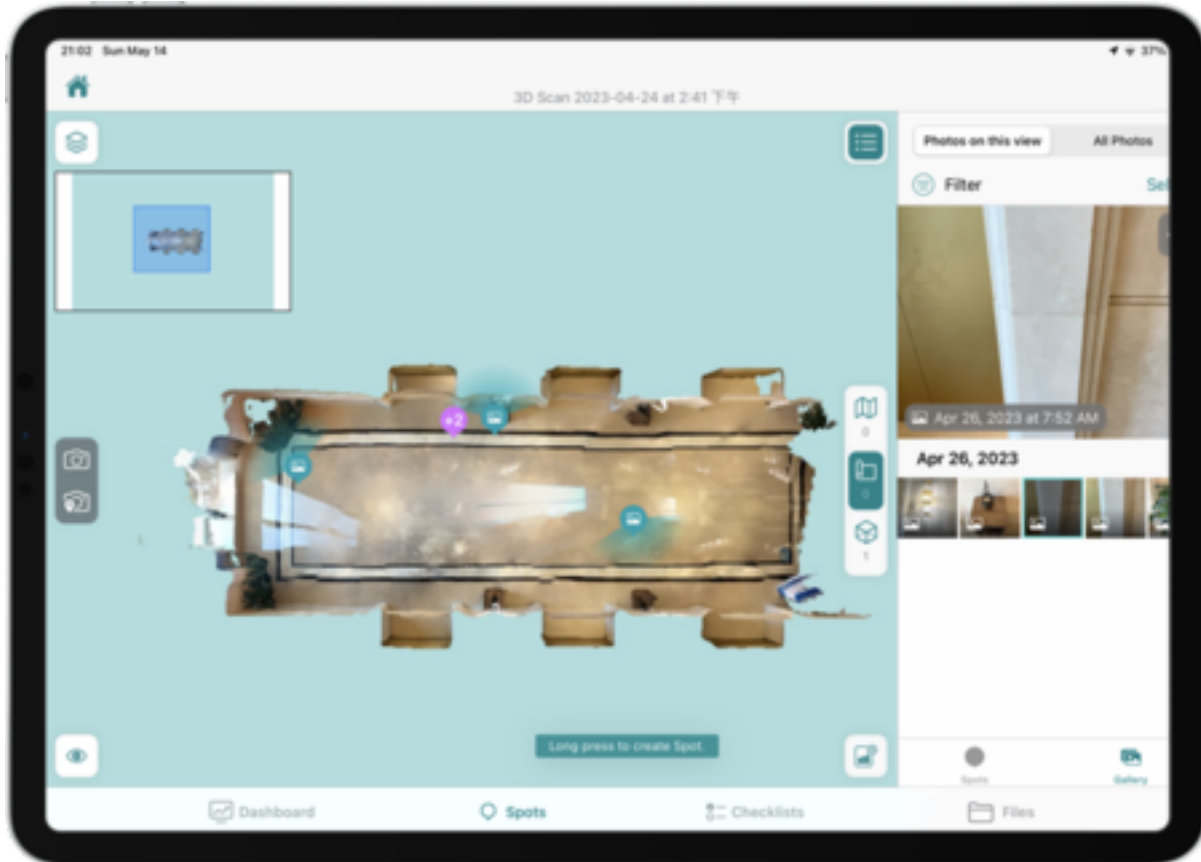 21:02 Sun May 14
37%
3D Scan 2023-04-24 at 2:41 下午
Photos on this view
All Photos
Filter
Sel
+2
Apr 26, 2023 at 7:52 AM
Apr 26, 2023
0
0
1
Long press to create Spot.
Spots
Gallery
Dashboard
Spots
Checklists
Files